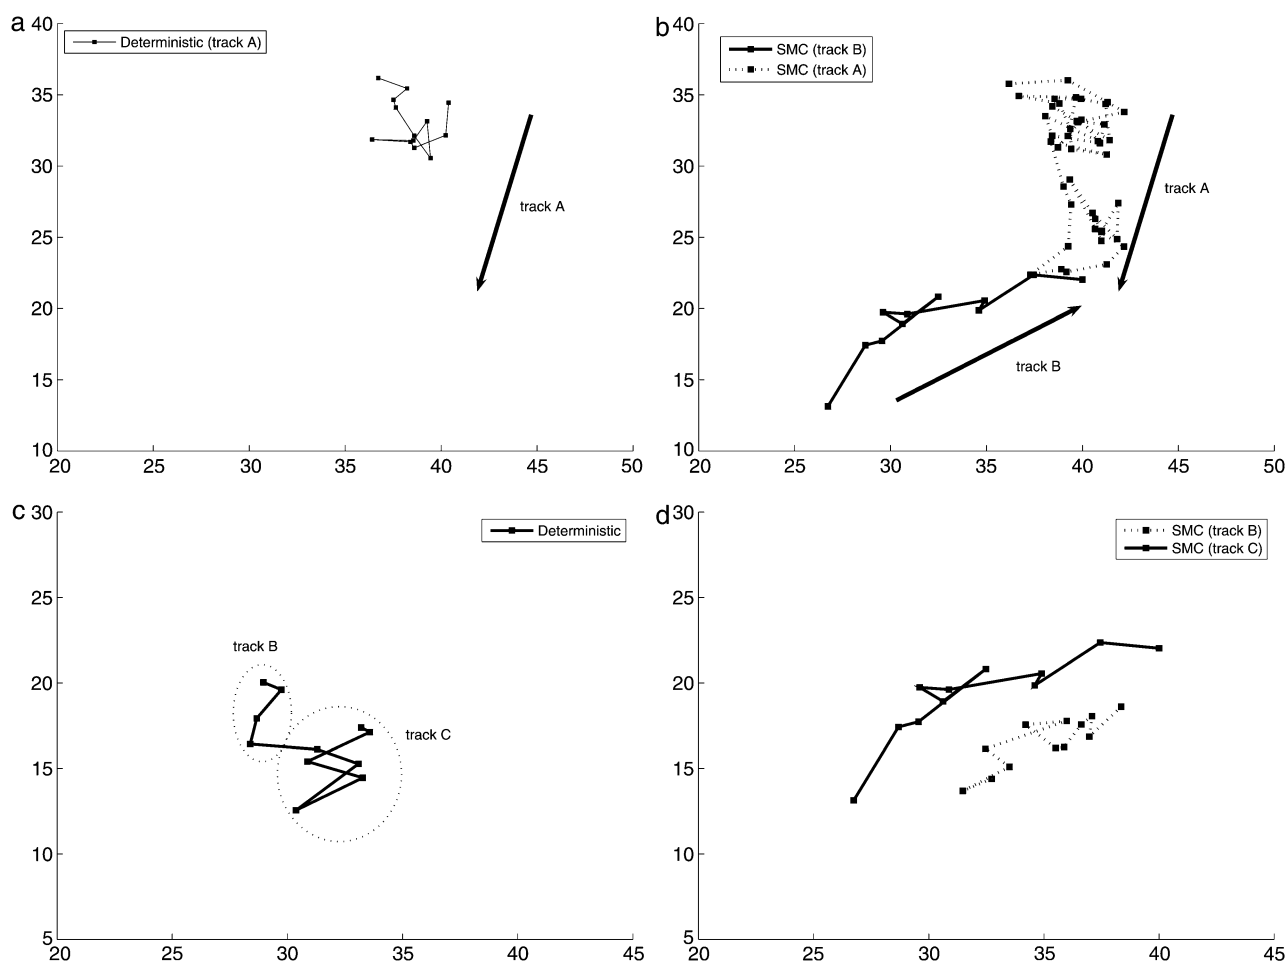 a
40
35
30
25
20
15
10
20 25 30 35 40 45 50
Deterministic (track A)
track A
b
40
35
30
25
20
15
10
20 25 30 35 40 45 50
SMC (track B)
SMC (track A)
track A
track B
c
30
25
20
15
10
5
20 25 30 35 40 45
Deterministic
track B
track C
d
30
25
20
15
10
5
20 25 30 35 40 45
SMC (track B)
SMC (track C)